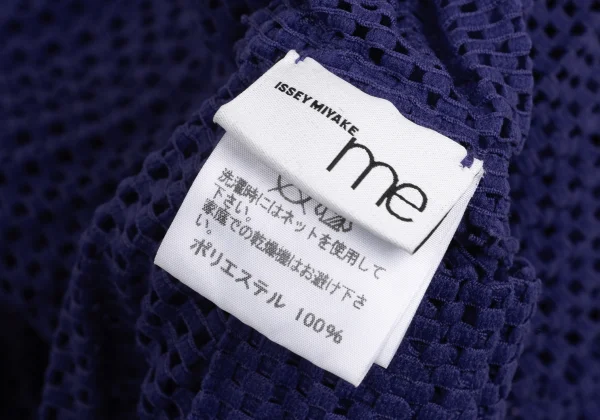 ISSEY MIYAKE
me
洗濯時にはネットを使用して
下さい。
家庭での乾燥機はお避け下さ
い。
ポリエステル 100%